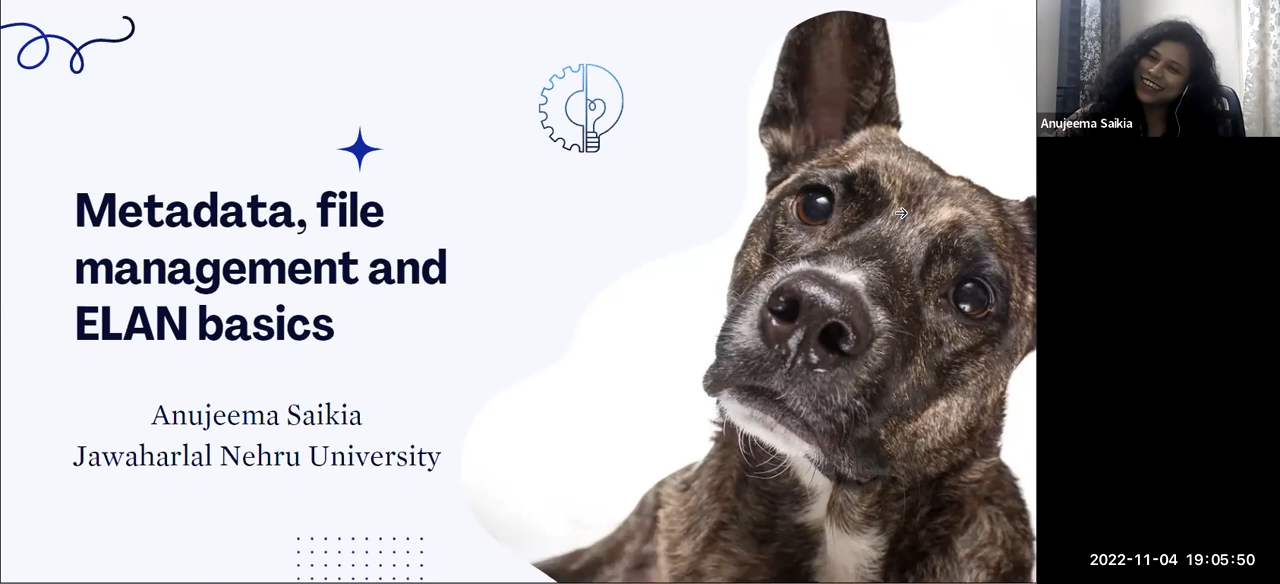 Metadata, file
management and
ELAN basics
Anujeema Saikia
Jawaharlal Nehru University
Anujeema Saikia
2022-11-04 19:05:50